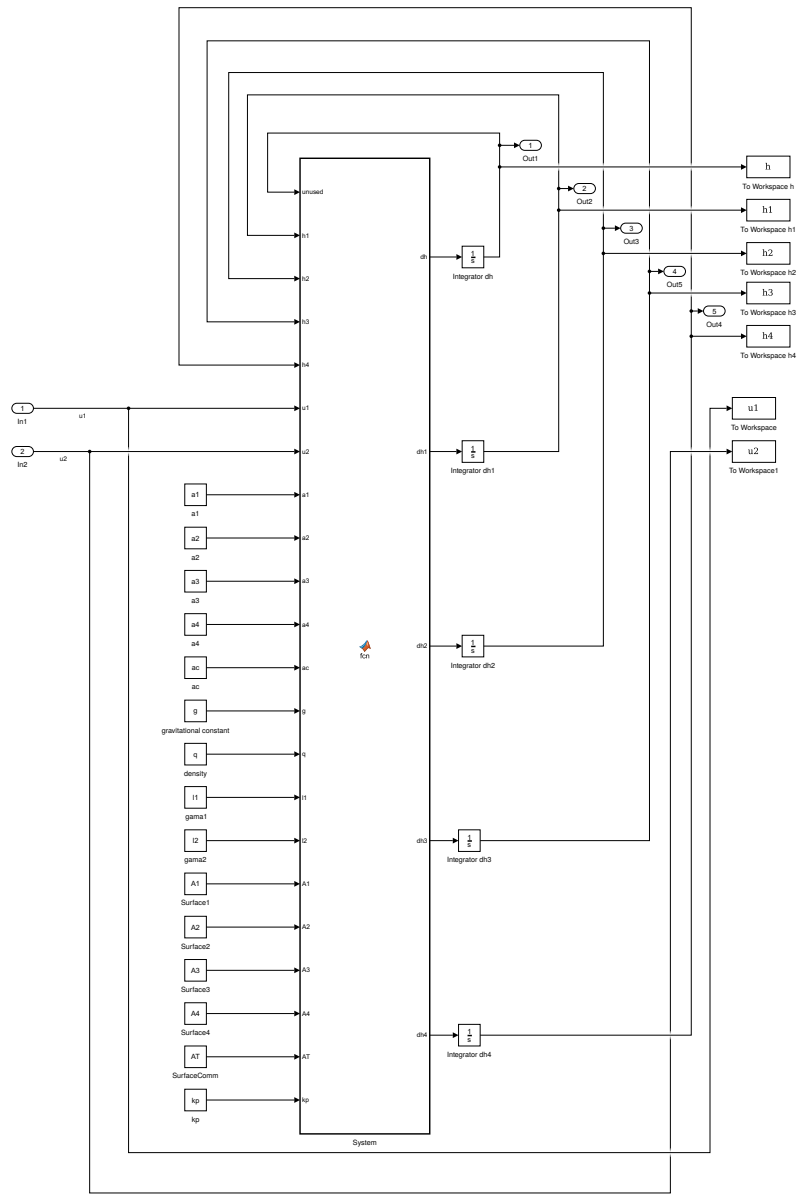 1
Out1
h
To Workspace h
unused
2
Out2
h1
To Workspace h1
h1
3
Out3
h2
To Workspace h2
dh
1
s
Integrator dh
h2
4
Out5
h3
To Workspace h3
h3
5
Out4
h4
To Workspace h4
h4
1
In1
u1
u1
u1
To Workspace
2
In2
u2
u2
dh1
1
s
Integrator dh1
u2
To Workspace1
a1
a1
a1
a2
a2
a2
a3
a3
a3
a4
a4
a4
fcn
dh2
1
s
Integrator dh2
ac
ac
ac
g
gravitational constant
g
q
density
q
l1
gama1
l1
l2
gama2
l2
dh3
1
s
Integrator dh3
A1
Surface1
A1
A2
Surface2
A2
A3
Surface3
A3
A4
Surface4
A4
dh4
1
s
Integrator dh4
AT
SurfaceComm
AT
kp
kp
kp
System